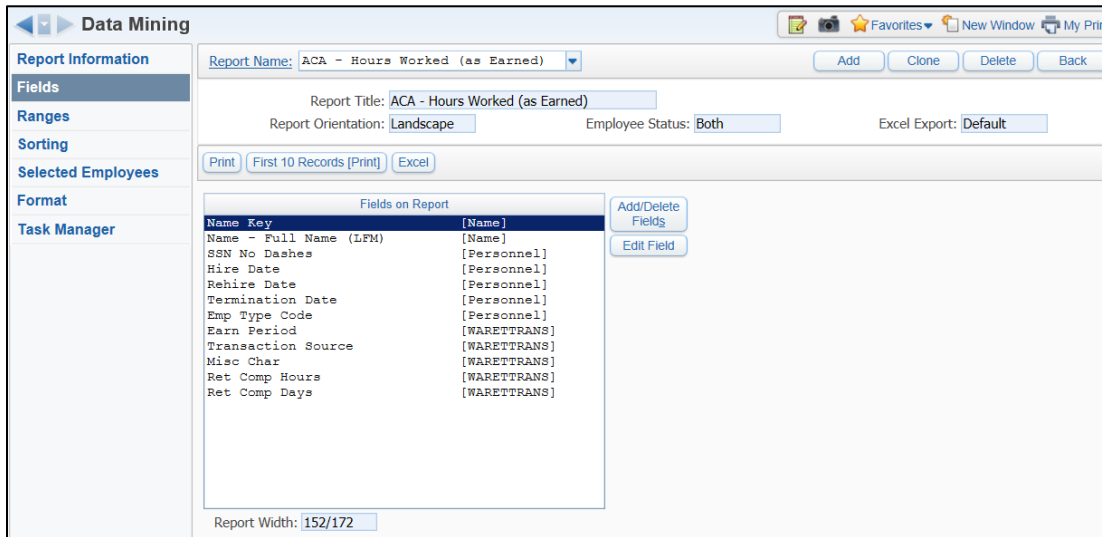 Data Mining
Favorites New Window My Prin
Report Information
Fields
Ranges
Sorting
Selected Employees
Format
Task Manager
Report Name: ACA - Hours Worked (as Earned)
Add Clone Delete Back
Report Title: ACA - Hours Worked (as Earned)
Report Orientation: Landscape Employee Status: Both Excel Export: Default
Print First 10 Records [Print] Excel
Fields on Report
Name Key [Name]
Name - Full Name (LFM) [Name]
SSN No Dashes [Personnel]
Hire Date [Personnel]
Rehire Date [Personnel]
Termination Date [Personnel]
Emp Type Code [Personnel]
Earn Period [WARETTRANS]
Transaction Source [WARETTRANS]
Misc Char [WARETTRANS]
Ret Comp Hours [WARETTRANS]
Ret Comp Days [WARETTRANS]
Add/Delete
Fields
Edit Field
Report Width: 152/172